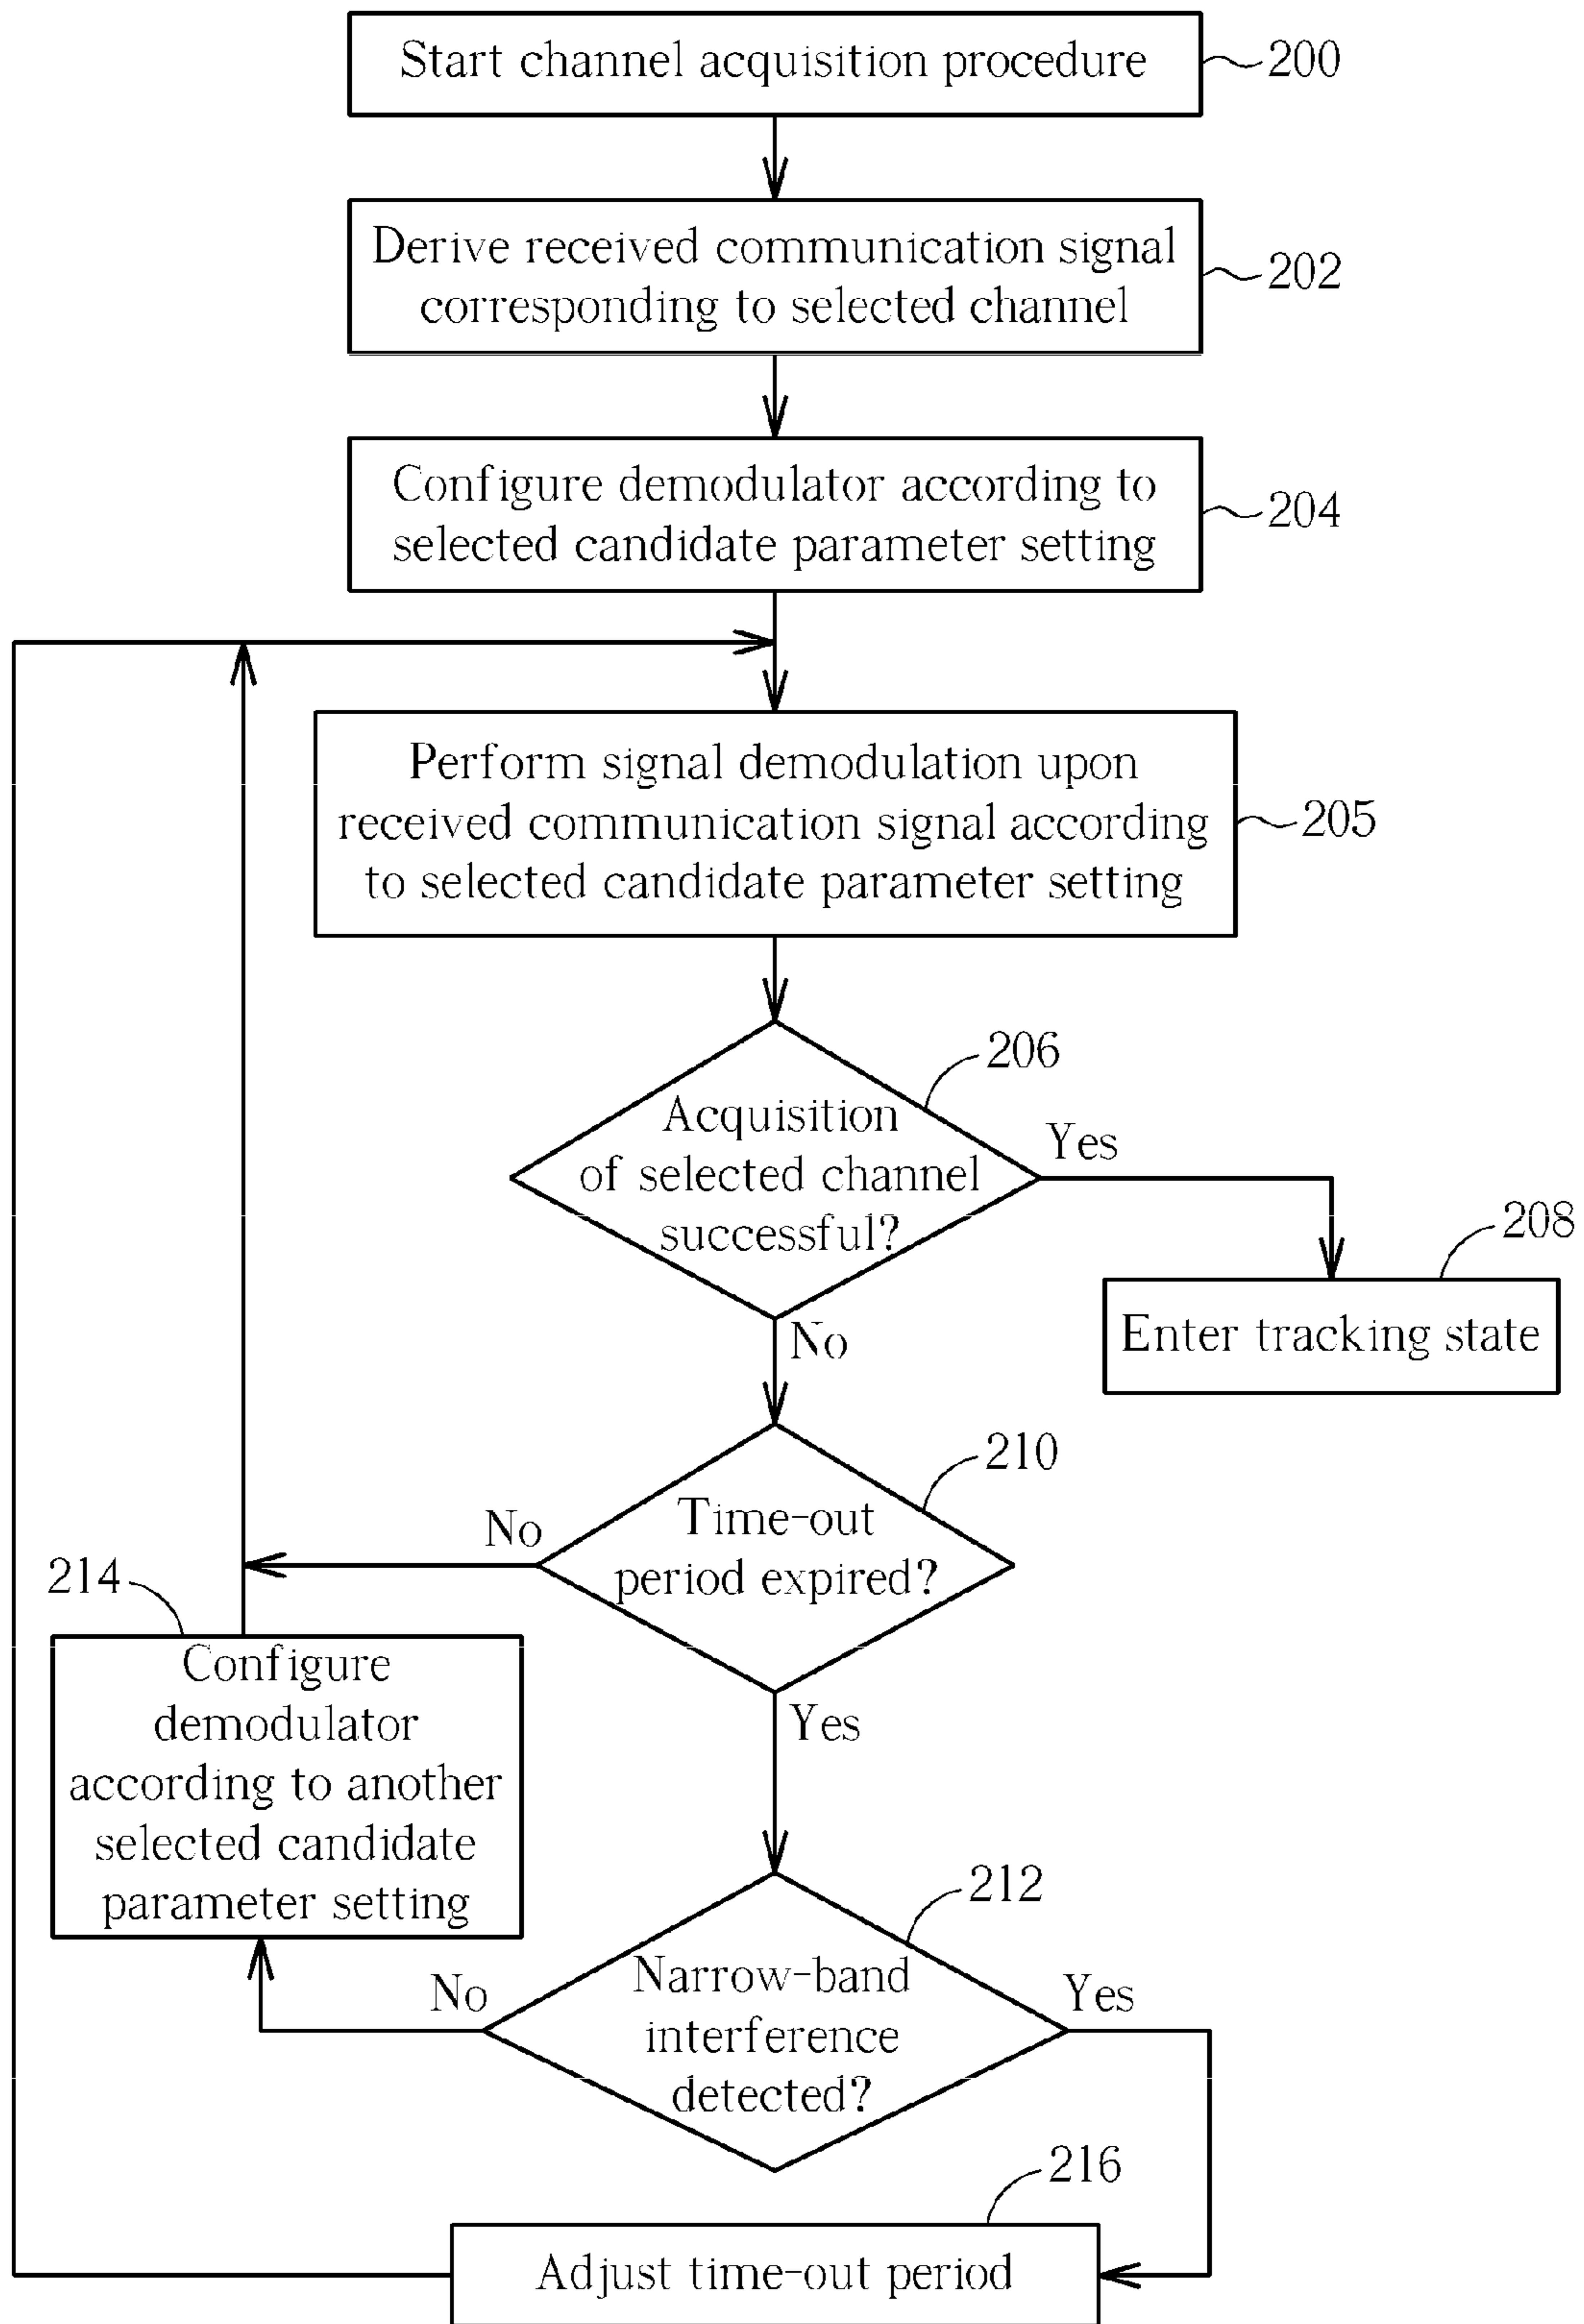 Start channel acquisition procedure
200
Derive received communication signal
corresponding to selected channel
202
Configure demodulator according to
selected candidate parameter setting
204
Perform signal demodulation upon
received communication signal according
to selected candidate parameter setting
205
206
Acquisition
of selected channel
successful?
Yes
208
Enter tracking state
No
210
Time-out
period expired?
No
214
Configure
demodulator
according to another
selected candidate
parameter setting
Yes
212
Narrow-band
interference
detected?
No
Yes
216
Adjust time-out period